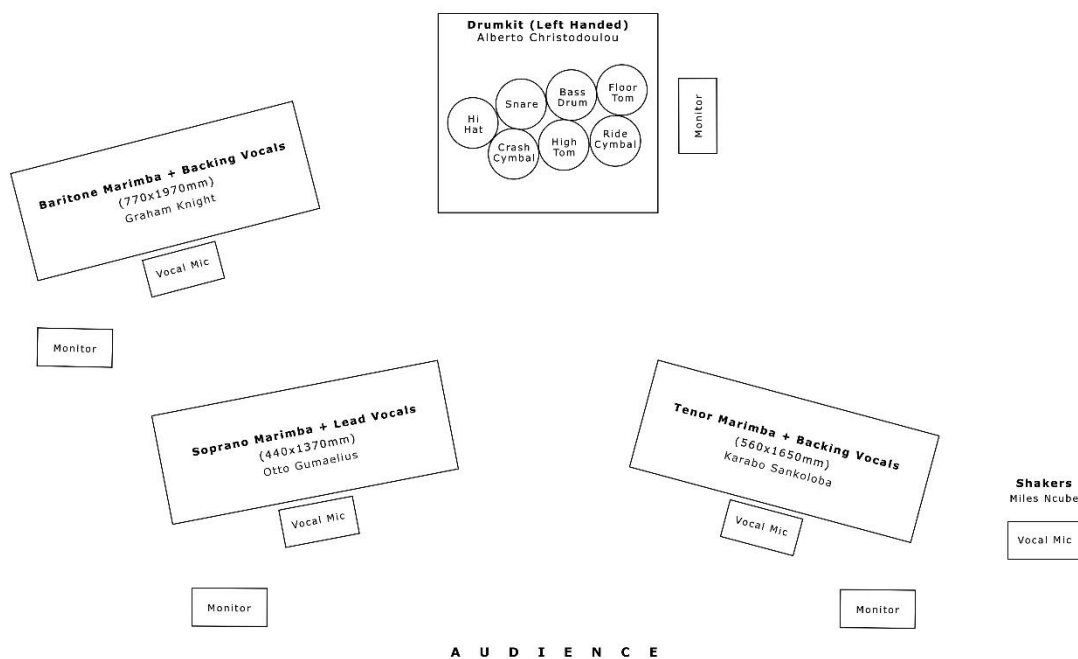 Drumkit (Left Handed)
Alberto Christodoulou
Hi
Hat
Snare
Bass
Drum
Floor
Tom
Crash
Cymbal
High
Tom
Ride
Cymbal
Monitor
Baritone Marimba + Backing Vocals
(770x1970mm)
Graham Knight
Vocal Mic
Monitor
Soprano Marimba + Lead Vocals
(440x1370mm)
Otto Gumaelius
Vocal Mic
Monitor
Tenor Marimba + Backing Vocals
(560x1650mm)
Karabo Sankoloba
Vocal Mic
Monitor
Shakers
Miles Ncube
Vocal Mic
A U D I E N C E